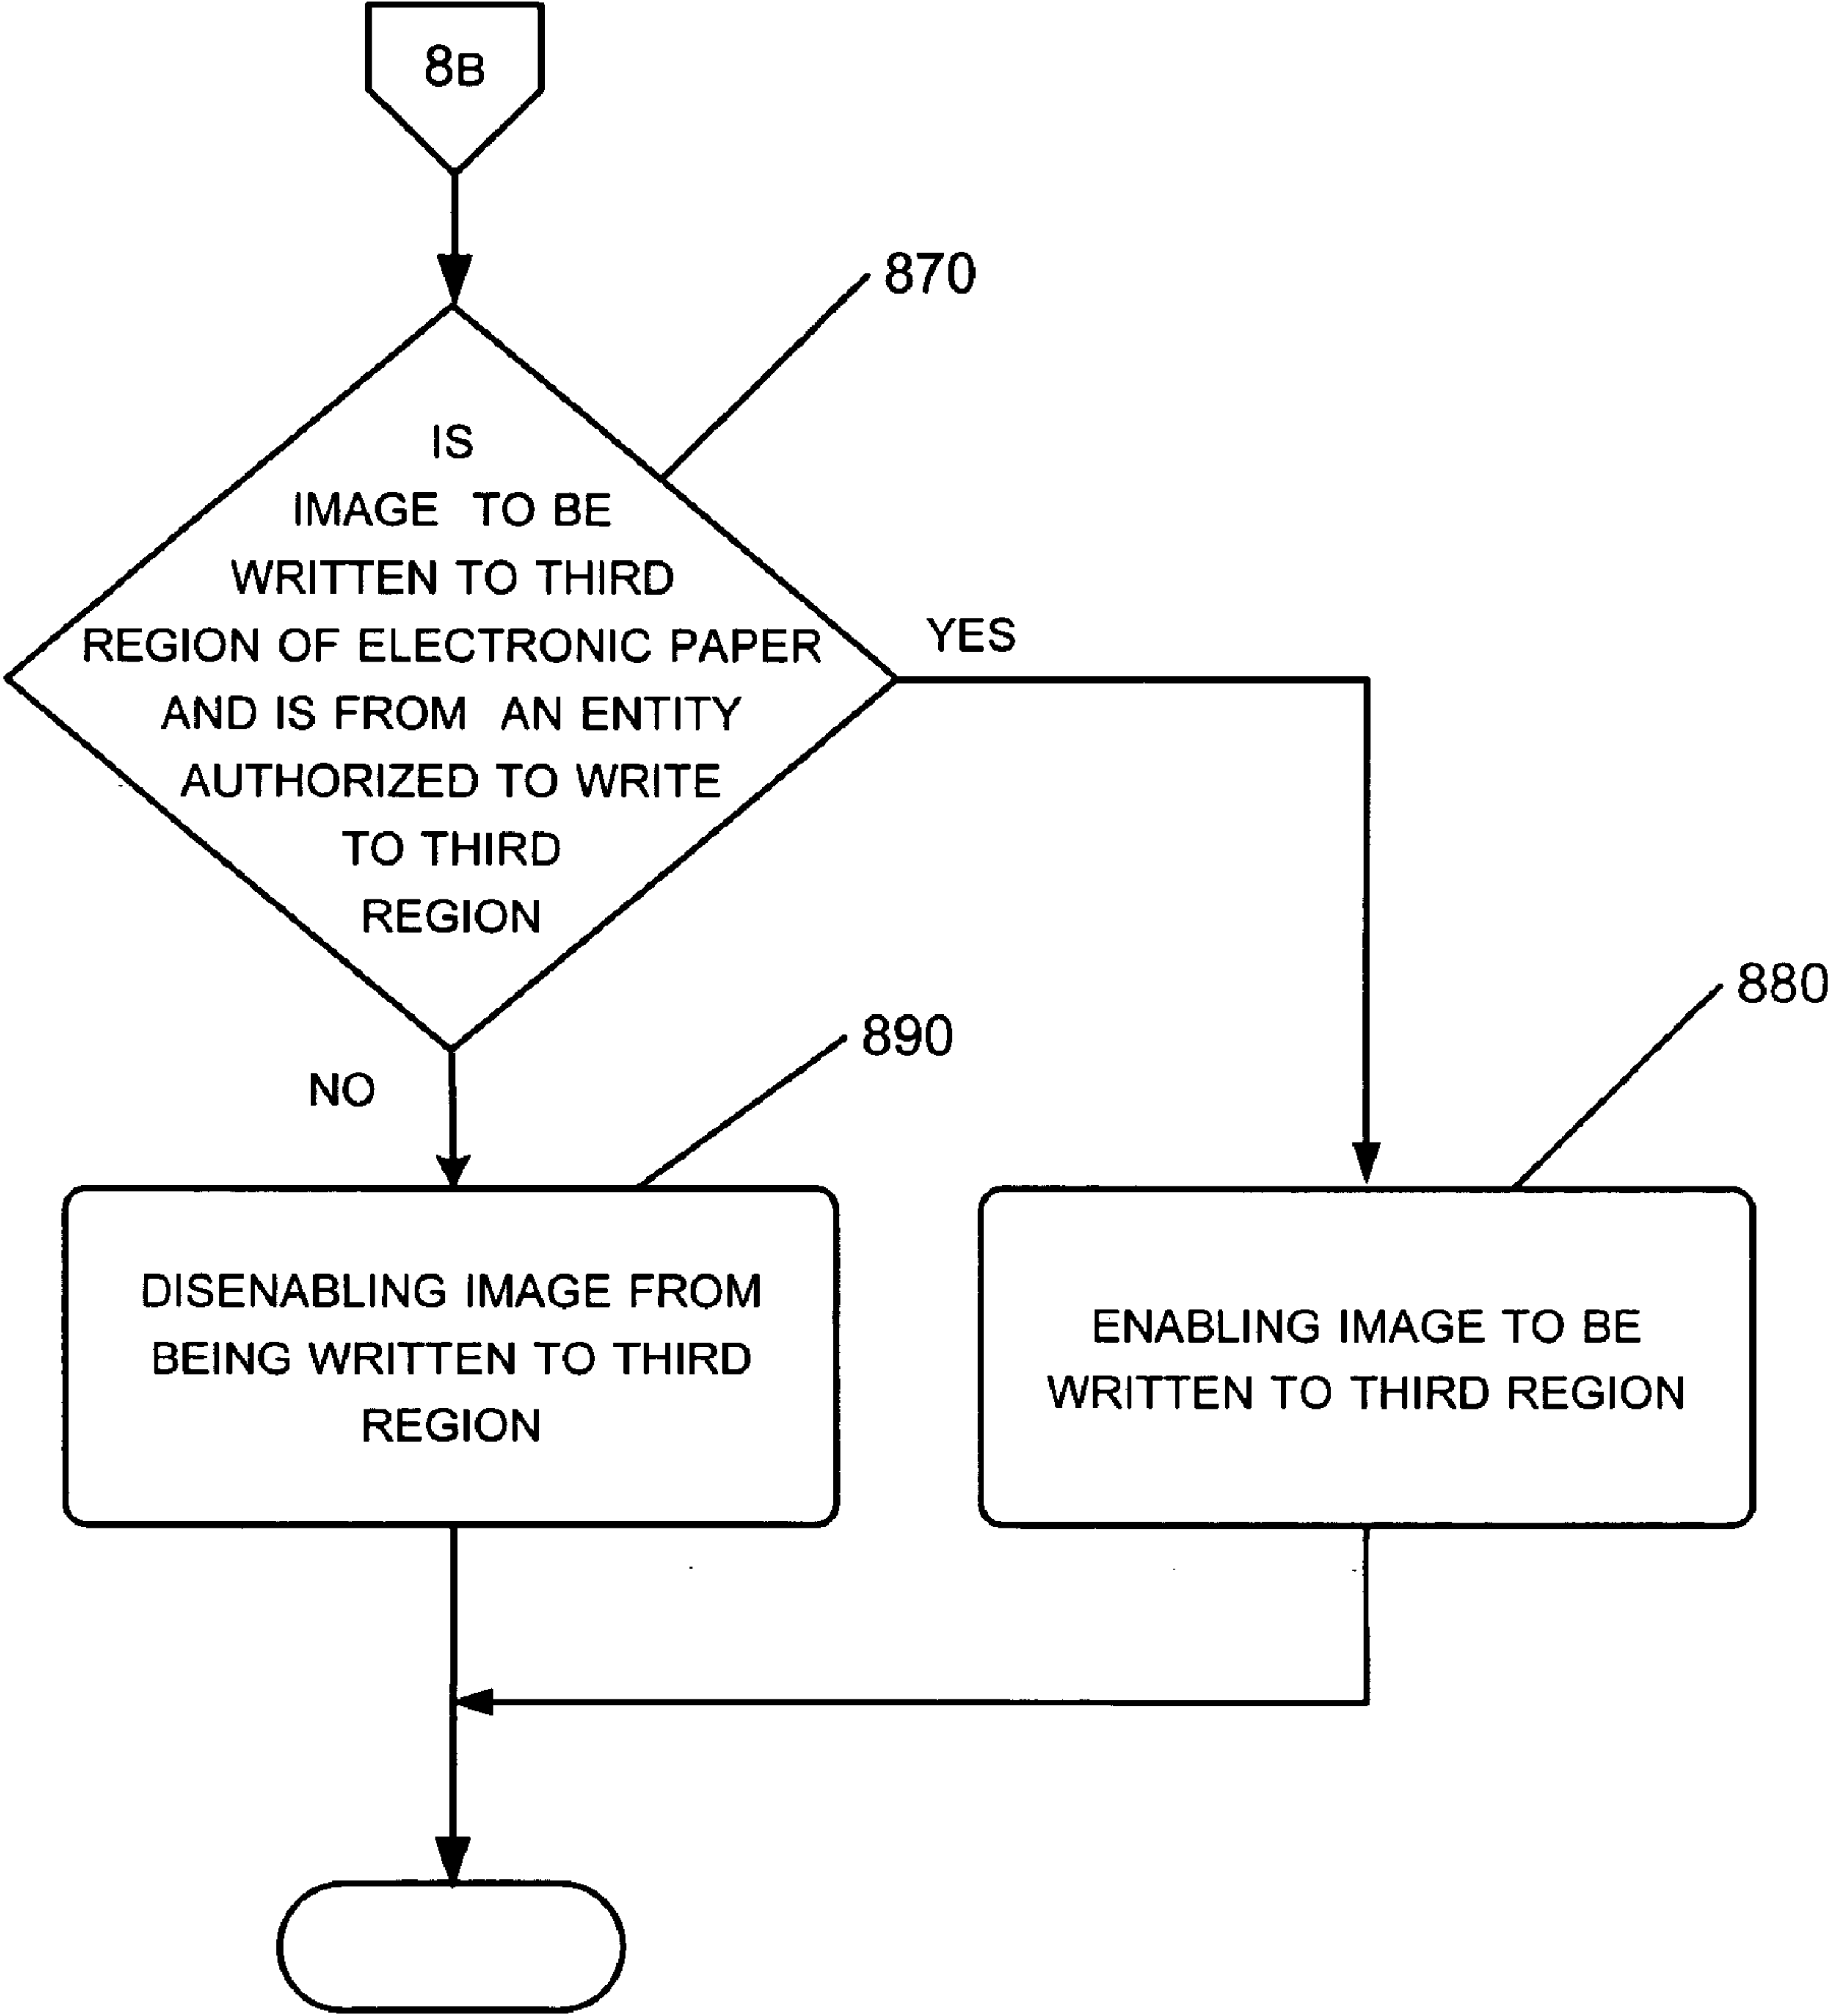 8B
870
IS
IMAGE TO BE
WRITTEN TO THIRD
REGION OF ELECTRONIC PAPER
AND IS FROM AN ENTITY
AUTHORIZED TO WRITE
TO THIRD
REGION
YES
NO
890
880
DISENABLING IMAGE FROM
BEING WRITTEN TO THIRD
REGION
ENABLING IMAGE TO BE
WRITTEN TO THIRD REGION